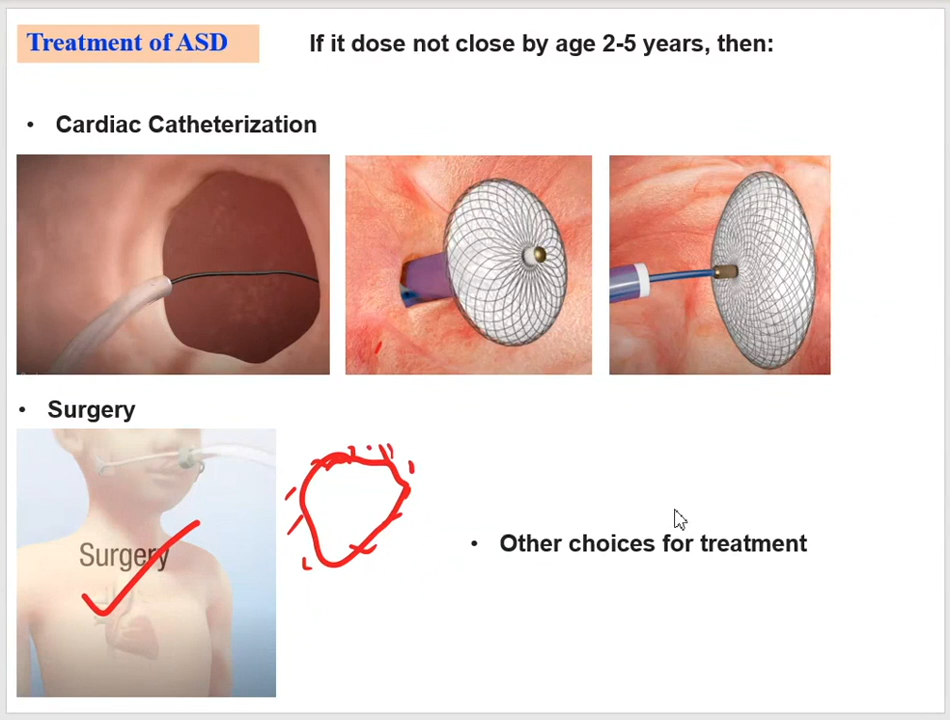 Treatment of ASD
If it dose not close by age 2-5 years, then:
• Cardiac Catheterization
• Surgery
Surgery
• Other choices for treatment